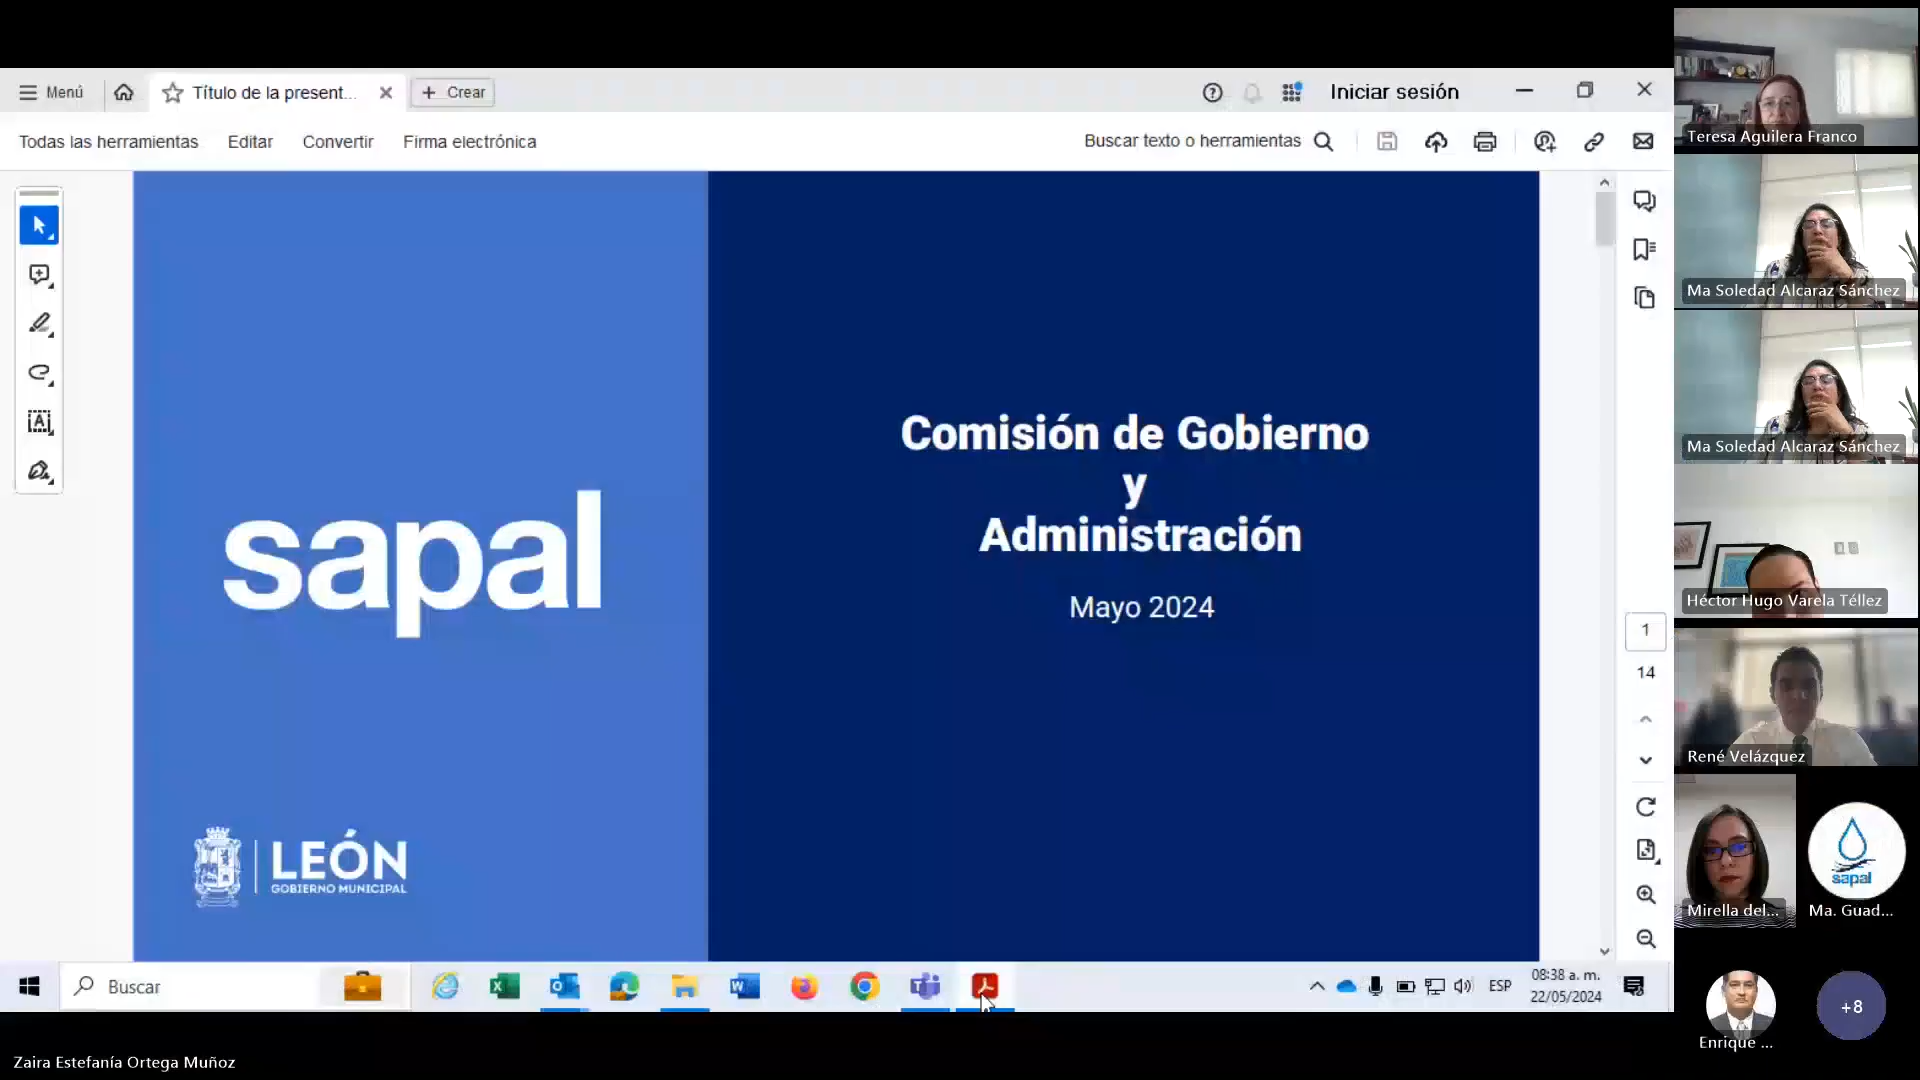 Menú
Título de la present...
Crear
Iniciar sesión
Todas las herramientas
Editar
Convertir
Firma electrónica
Buscar texto o herramientas
sapal
LEÓN
GOBIERNO MUNICIPAL
Comisión de Gobierno
y
Administración
Mayo 2024
1
14
Buscar
ESP
08:38 a. m.
22/05/2024
Zaira Estefanía Ortega Muñoz
Teresa Aguilera Franco
Ma Soledad Alcaraz Sánchez
Ma Soledad Alcaraz Sánchez
Héctor Hugo Varela Téllez
René Velázquez
Mirella del...
sapal
Ma. Guad...
Enrique ...
+8